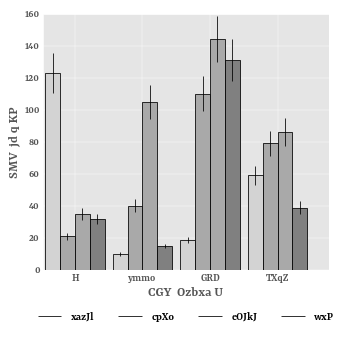 160
140
120
100
80
60
40
20
0
SMV jd q KP
H ymmo GRD TXqZ
CGY Ozbxa U
xazJl cpXo cOJkJ wxP